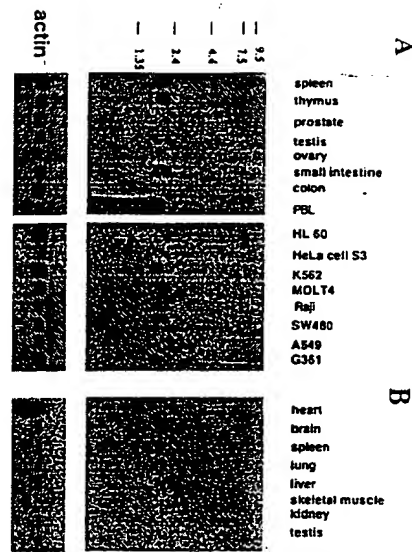 A
actin
1.35
2.4
4.4
7.5
9.5
spleen
thymus
prostate
testis
ovary
small intestine
colon
PBL
HL 60
HeLa cell S3
K562
MOLT4
Raji
SW480
A549
G361
B
heart
brain
spleen
lung
liver
skeletal muscle
kidney
testis